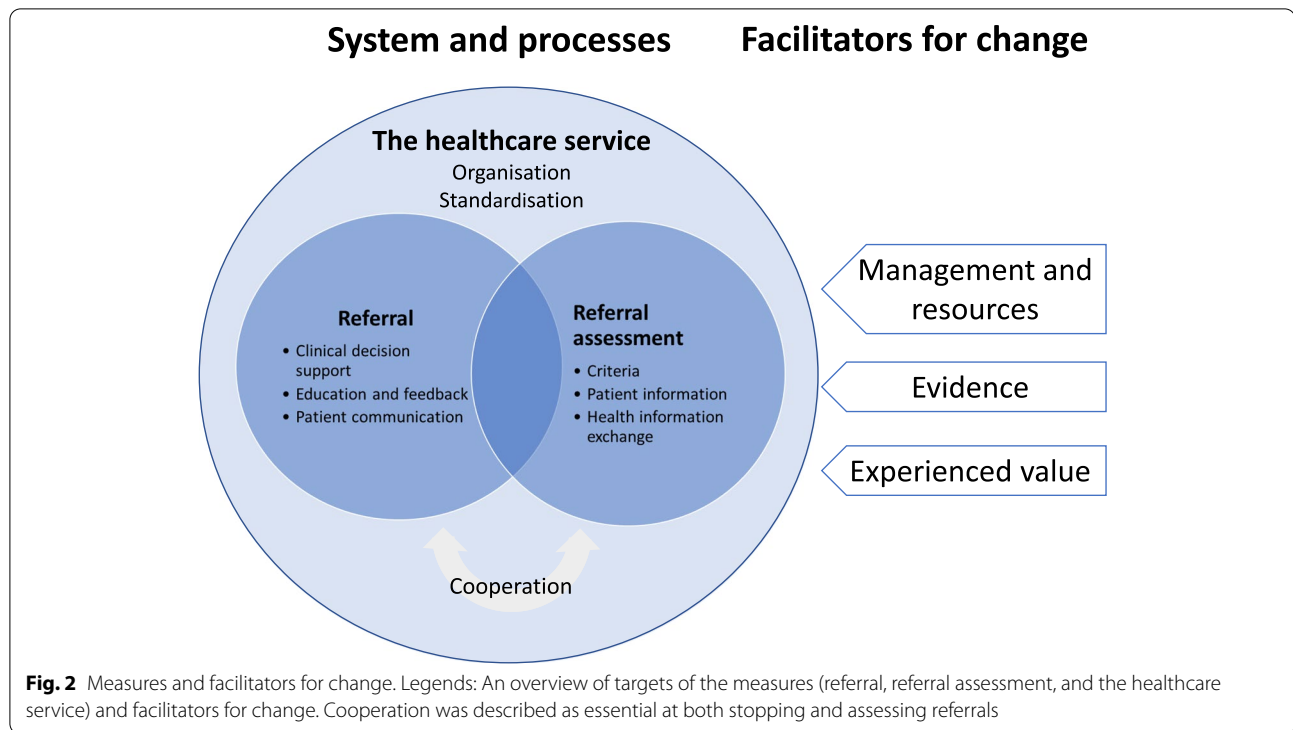 System and processes
Facilitators for change
The healthcare service
Organisation
Standardisation
Referral
• Clinical decision
support
• Education and feedback
• Patient communication
Referral
assessment
• Criteria
• Patient information
• Health information
exchange
Cooperation
Management and
resources
Evidence
Experienced value
Fig. 2 Measures and facilitators for change. Legends: An overview of targets of the measures (referral, referral assessment, and the healthcare
service) and facilitators for change. Cooperation was described as essential at both stopping and assessing referrals